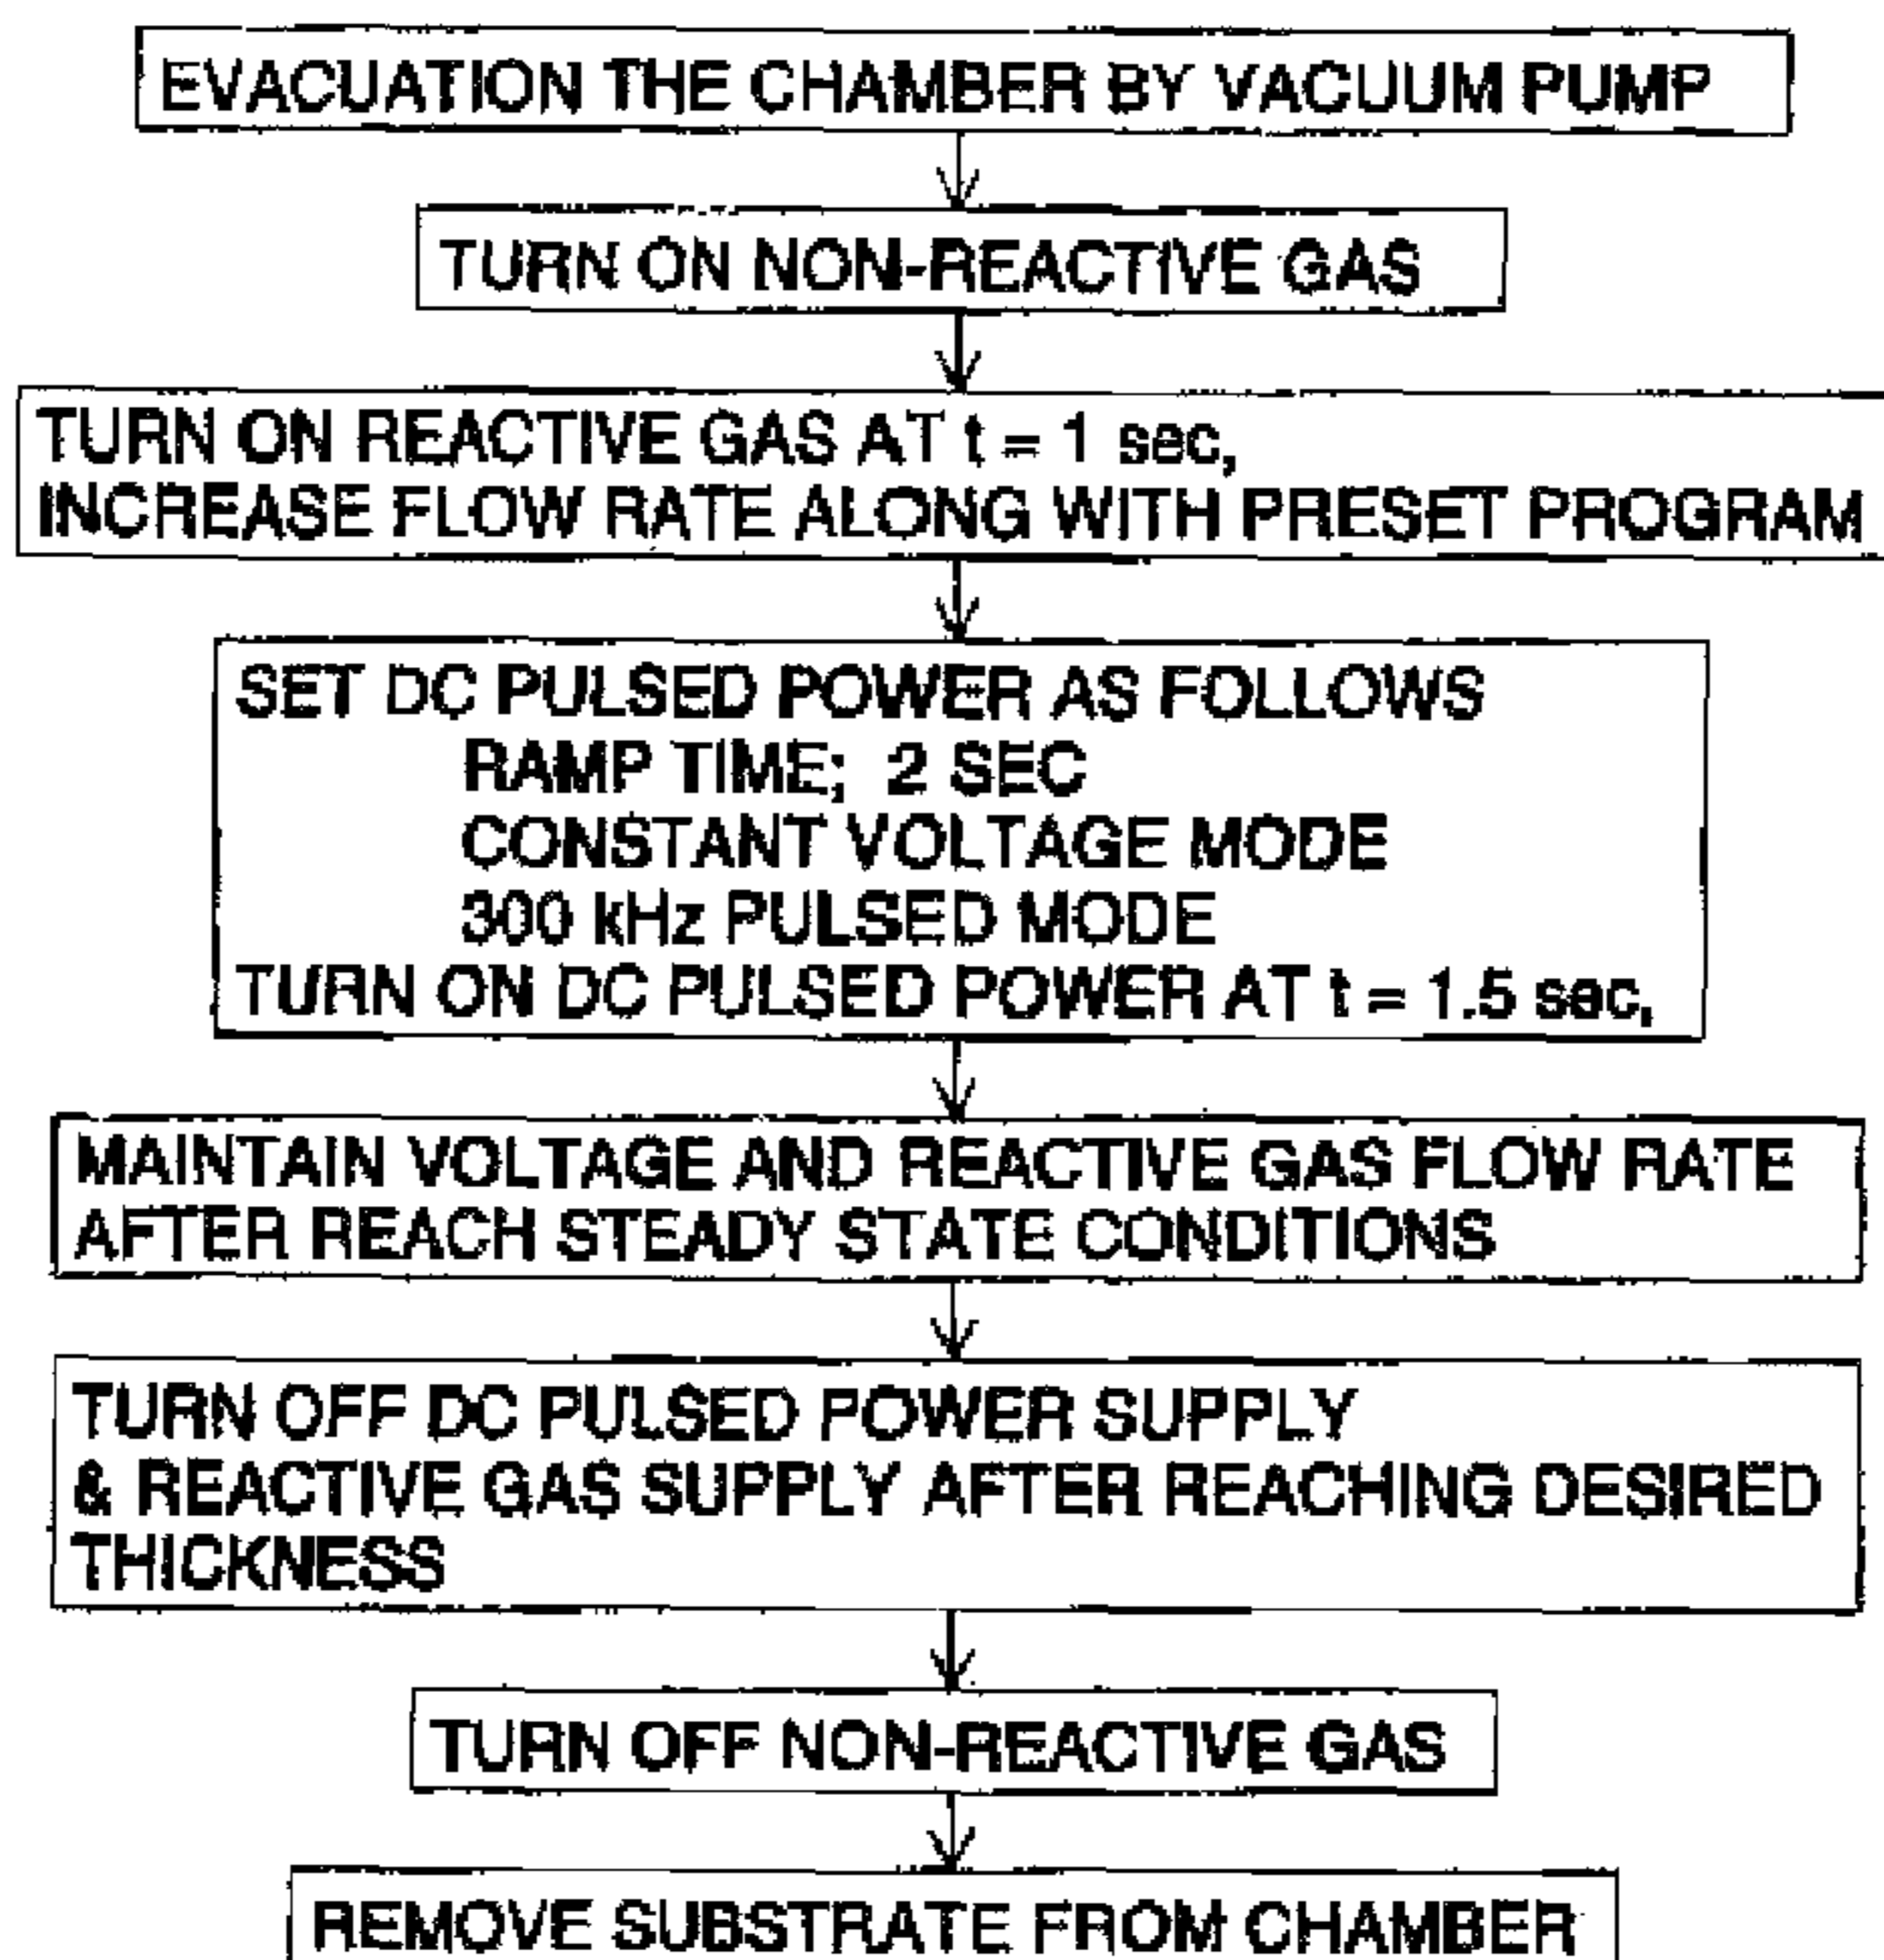 EVACUATION THE CHAMBER BY VACUUM PUMP
TURN ON NON-REACTIVE GAS
TURN ON REACTIVE GAS AT t = 1 sec,
INCREASE FLOW RATE ALONG WITH PRESET PROGRAM
SET DC PULSED POWER AS FOLLOWS
RAMP TIME; 2 SEC
CONSTANT VOLTAGE MODE
300 kHz PULSED MODE
TURN ON DC PULSED POWER AT t = 1.5 sec,
MAINTAIN VOLTAGE AND REACTIVE GAS FLOW RATE
AFTER REACH STEADY STATE CONDITIONS
TURN OFF DC PULSED POWER SUPPLY
& REACTIVE GAS SUPPLY AFTER REACHING DESIRED
THICKNESS
TURN OFF NON-REACTIVE GAS
REMOVE SUBSTRATE FROM CHAMBER